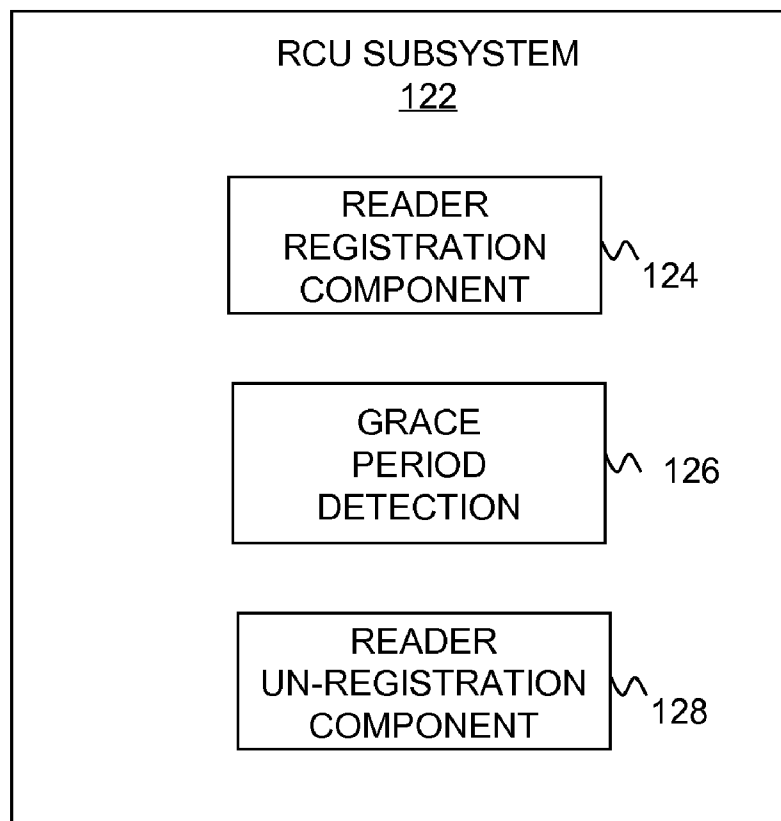 RCU SUBSYSTEM
122
READER
REGISTRATION
COMPONENT
124
GRACE
PERIOD
DETECTION
126
READER
UN-REGISTRATION
COMPONENT
128